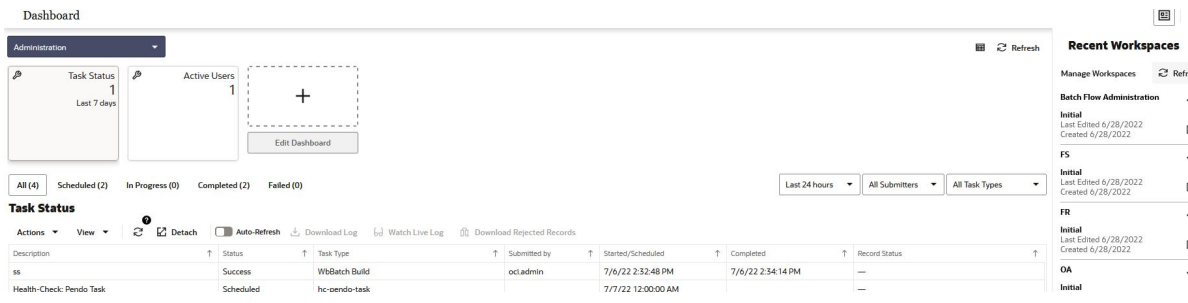 Dashboard
Administration
Refresh
Task Status
1
Last 7 days
Active Users
1
+
Edit Dashboard
All (4) Scheduled (2) In Progress (0) Completed (2) Failed (0)
Last 24 hours All Submitters All Task Types
Task Status
Actions View Detach Auto-Refresh Download Log Watch Live Log Download Rejected Records
Description Status Task Type Submitted by Started/Scheduled Completed Record Status
ss Success WbBatch Build oci.admin 7/6/22 2:32:48 PM 7/6/22 2:34:14 PM —
Health-Check: Pendo Task Scheduled hc-pendo-task 7/7/22 12:00:00 AM —
Recent Workspaces
Manage Workspaces Refr
Batch Flow Administration
Initial
Last Edited 6/28/2022
Created 6/28/2022
FS
Initial
Last Edited 6/28/2022
Created 6/28/2022
FR
Initial
Last Edited 6/28/2022
Created 6/28/2022
OA
Initial